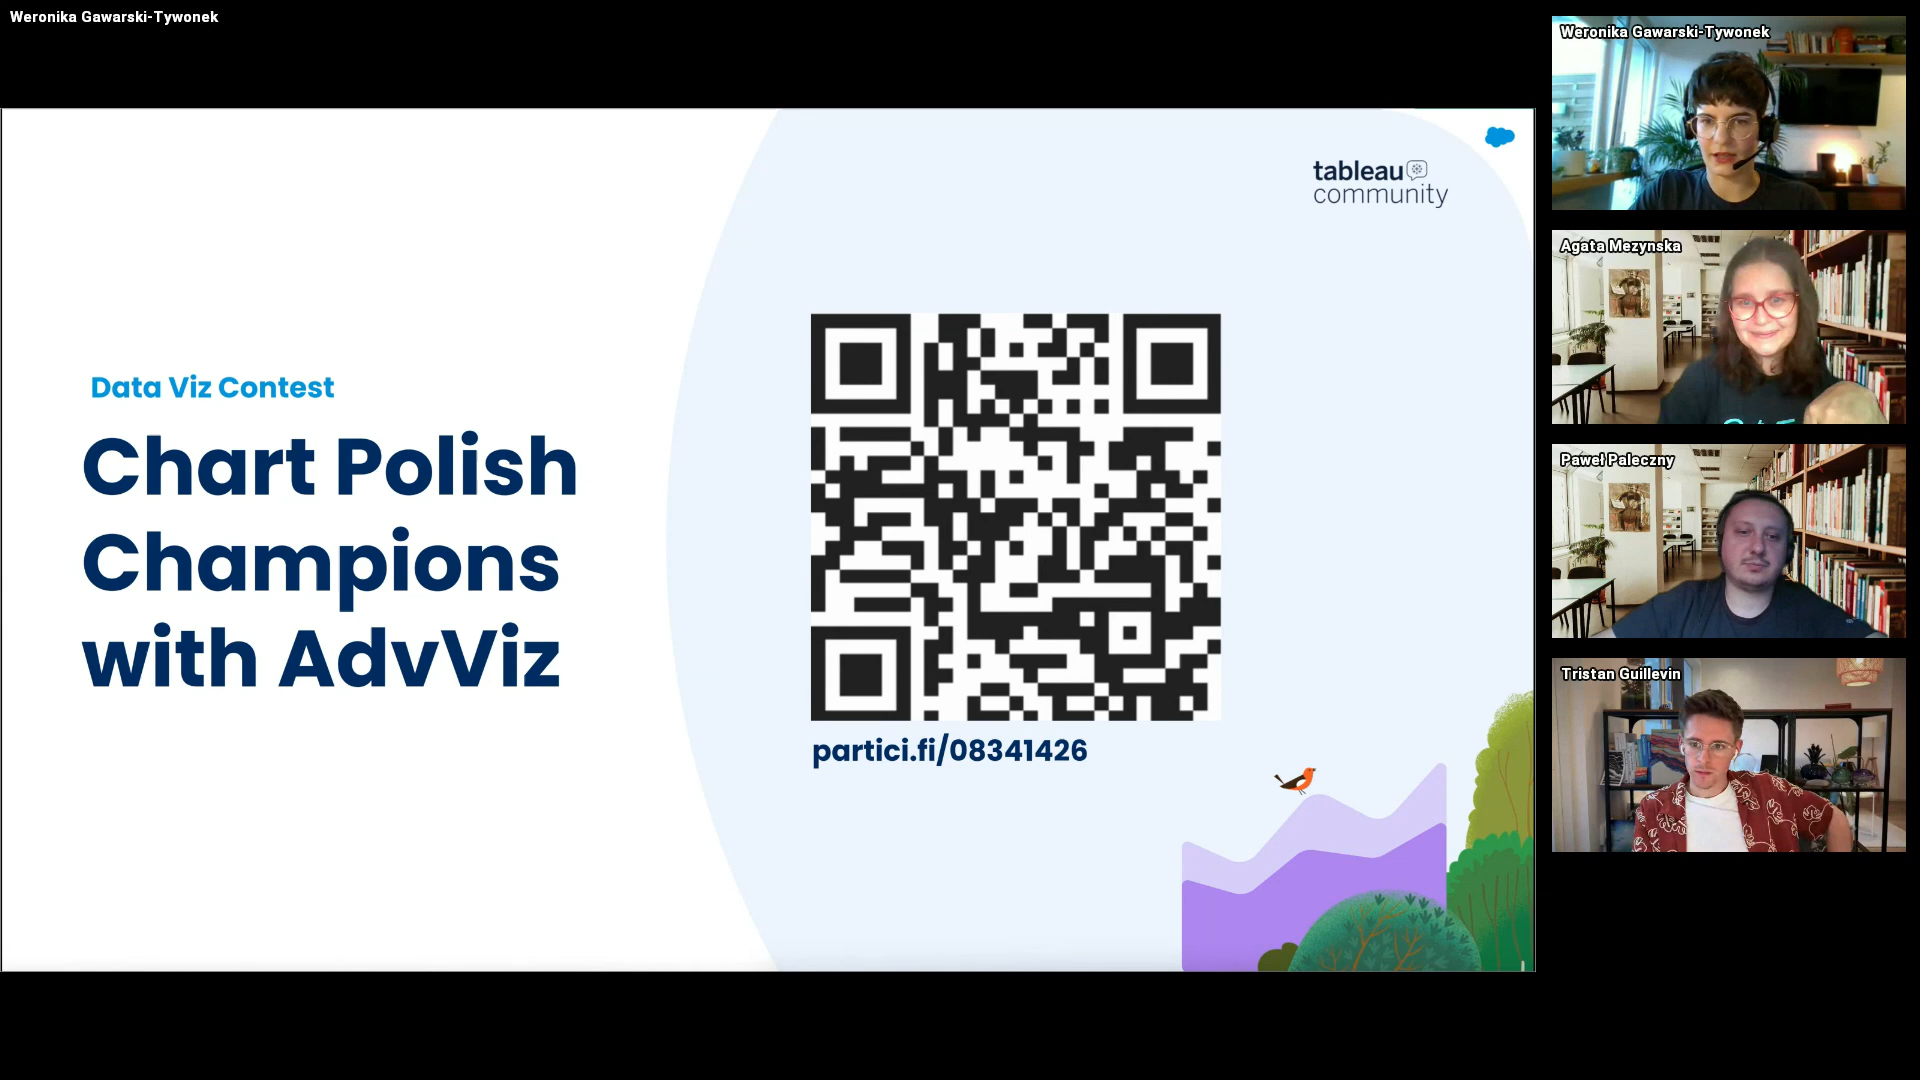 Weronika Gawarski-Tywonek
tableau
community
Data Viz Contest
Chart Polish
Champions
with AdvViz
partici.fi/08341426
Weronika Gawarski-Tywonek
Agata Mezynska
Paweł Paleczny
Tristan Guillevin